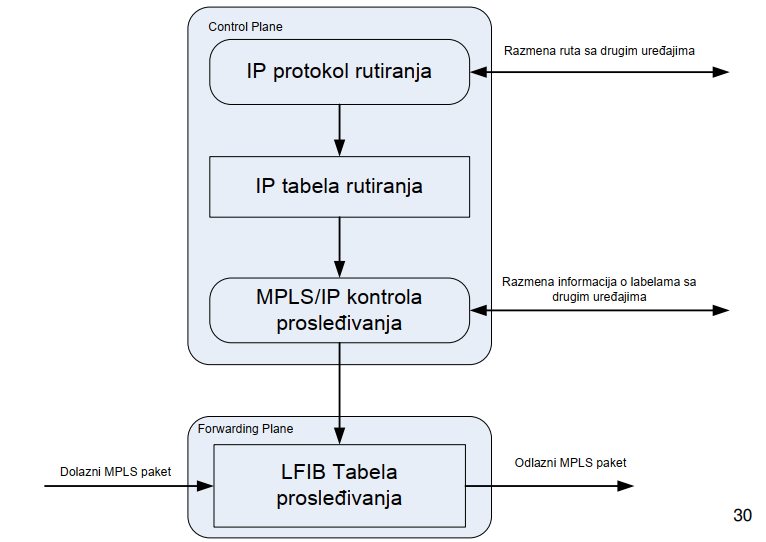 Control Plane
IP protokol rutiranja
Razmena ruta sa drugim uređajima
IP tabela rutiranja
MPLS/IP kontrola
prosleđivanja
Razmena informacija o labelama sa
drugim uređajima
Forwarding Plane
Dolazni MPLS paket
LFIB Tabela
prosleđivanja
Odlazni MPLS paket
30